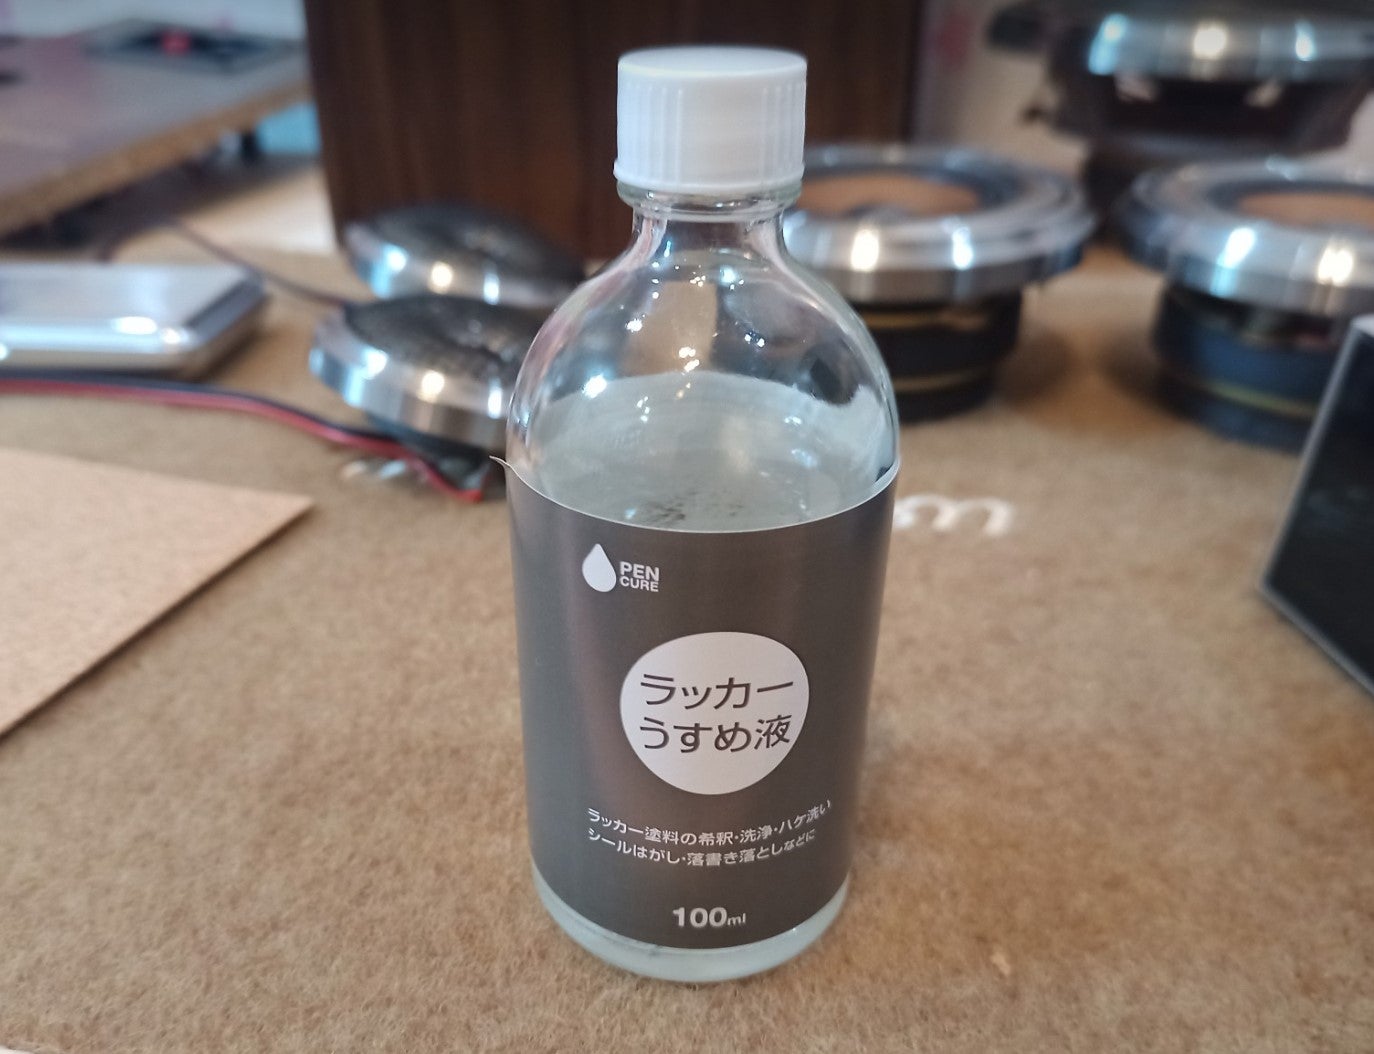 PEN
CURE
ラッカー
うすめ液
ラッカー塗料の希釈・洗浄・ハケ洗い
シールはがし・落書き落としなどに
100ml